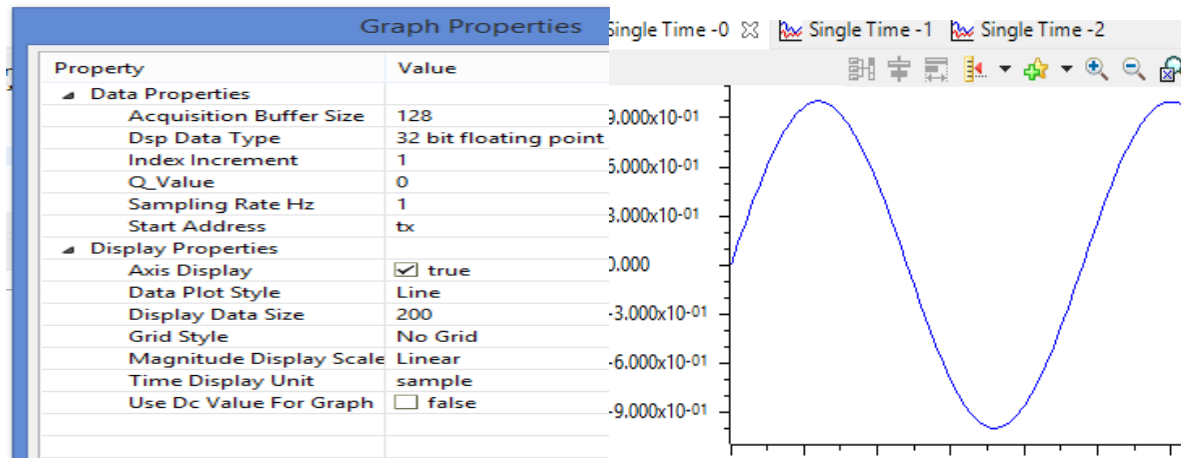 Graph Properties
Property Value
Data Properties
Acquisition Buffer Size 128
Dsp Data Type 32 bit floating point
Index Increment 1
Q_Value 0
Sampling Rate Hz 1
Start Address tx
Display Properties
Axis Display true
Data Plot Style Line
Display Data Size 200
Grid Style No Grid
Magnitude Display Scale Linear
Time Display Unit sample
Use Dc Value For Graph false
Single Time -0 Single Time -1 Single Time -2
9.000x10-01
6.000x10-01
3.000x10-01
0.000
-3.000x10-01
-6.000x10-01
-9.000x10-01